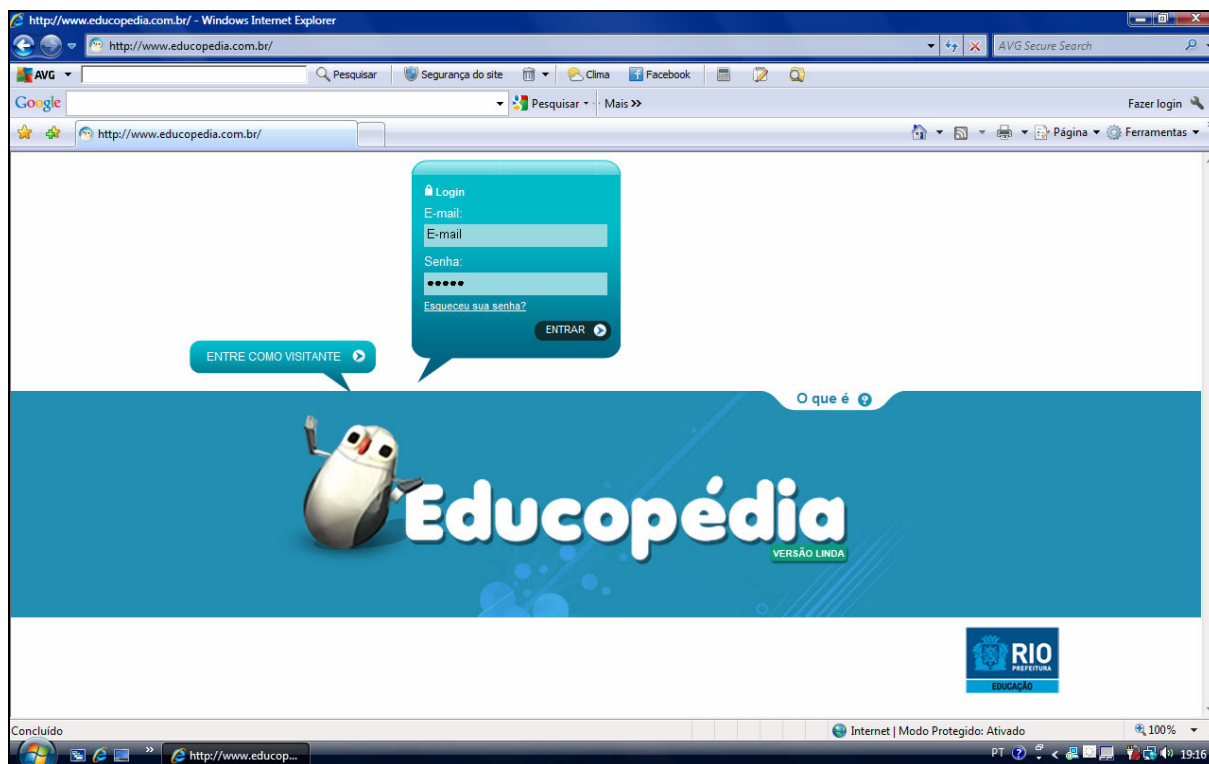 http://www.educopedia.com.br/ - Windows Internet Explorer
http://www.educopedia.com.br/
AVG Secure Search
AVG
Pesquisar
Segurança do site
Clima
Facebook
Google
Pesquisar
Mais
Fazer login
http://www.educopedia.com.br/
Página
Ferramentas
Login
E-mail:
E-mail
Senha:
•••••
Esqueceu sua senha?
ENTRAR
ENTRE COMO VISITANTE
O que é ?
Educopédia
VERSÃO LINDA
RIO
PREFEITURA
EDUCAÇÃO
Concluído
Internet | Modo Protegido: Ativado
100%
http://www.educop...
PT
19:16